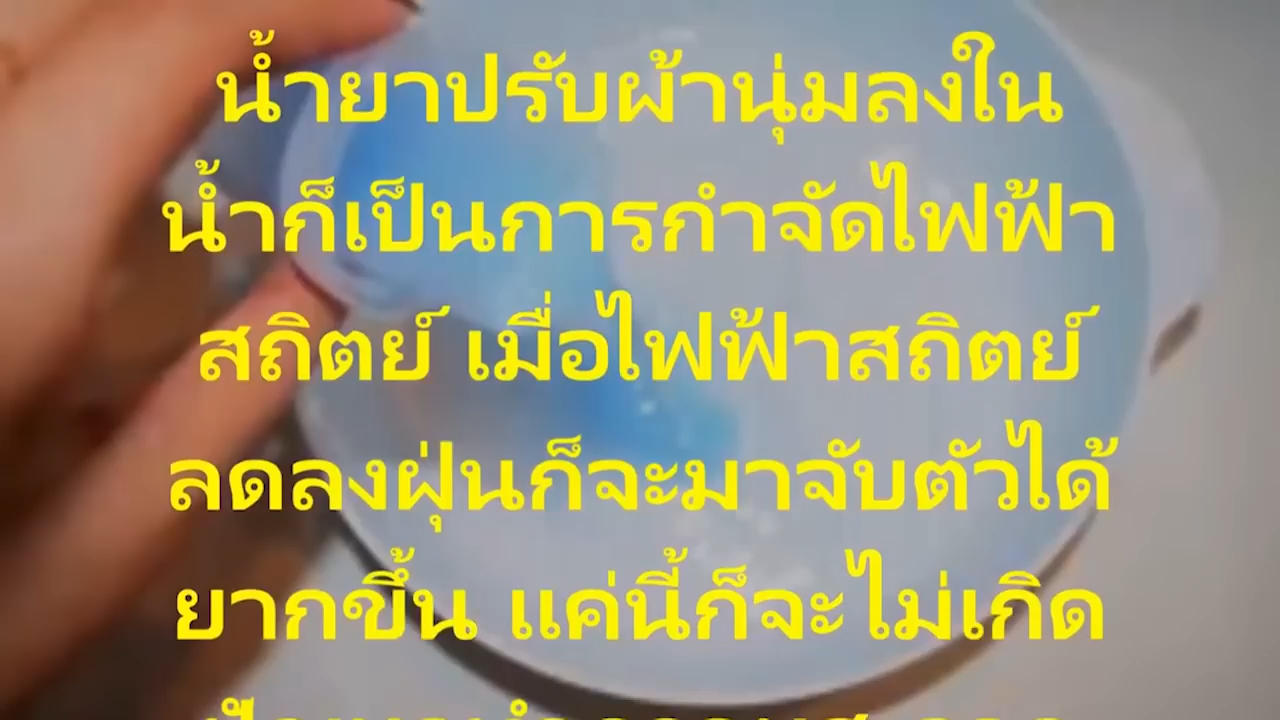 น้ำยาปรับผ้านุ่มลงใน
น้ำก็เป็นการกำจัดไฟฟ้า
สถิตย์ เมื่อไฟฟ้าสถิตย์
ลดลงฝุ่นก็จะมาจับตัวได้
ยากขึ้น แค่นี้ก็จะไม่เกิด